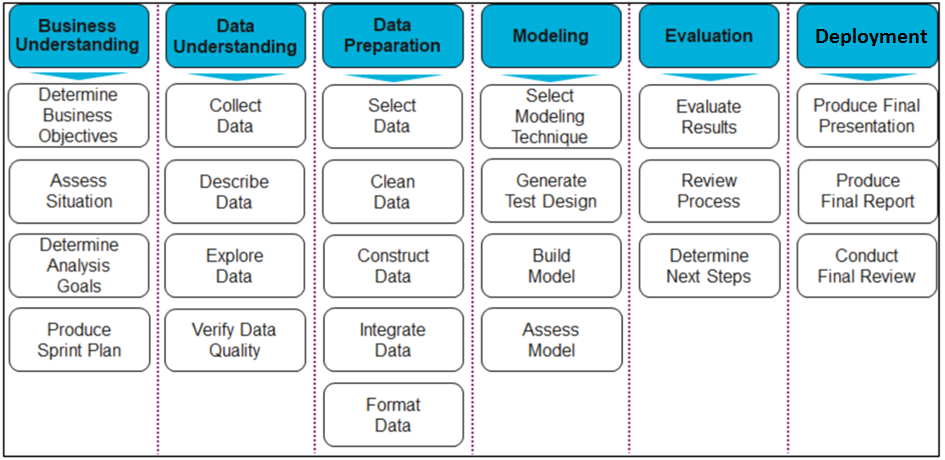 Business
Understanding
Data
Understanding
Data
Preparation
Modeling
Evaluation
Deployment
Determine
Business
Objectives
Collect
Data
Select
Data
Select
Modeling
Technique
Evaluate
Results
Produce Final
Presentation
Assess
Situation
Describe
Data
Clean
Data
Generate
Test Design
Review
Process
Produce
Final Report
Determine
Analysis
Goals
Explore
Data
Construct
Data
Build
Model
Determine
Next Steps
Conduct
Final Review
Produce
Sprint Plan
Verify Data
Quality
Integrate
Data
Assess
Model
Format
Data